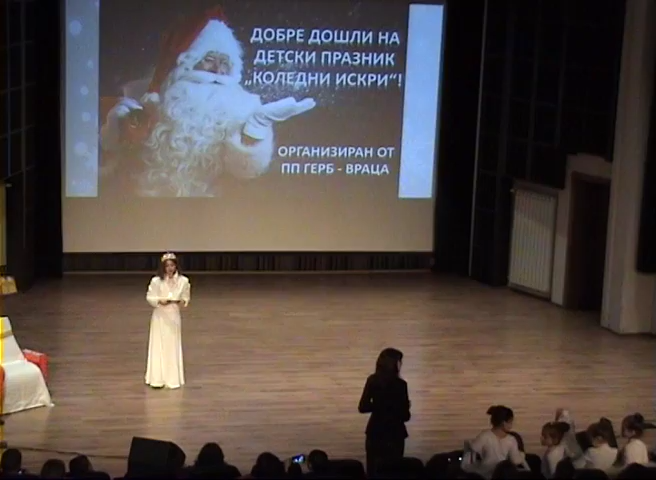 ДОБРЕ ДОШЛИ НА
ДЕТСКИ ПРАЗНИК
„КОЛЕДНИ ИСКРИ“!
ОРГАНИЗИРАН ОТ
ПП ГЕРБ - ВРАЦА